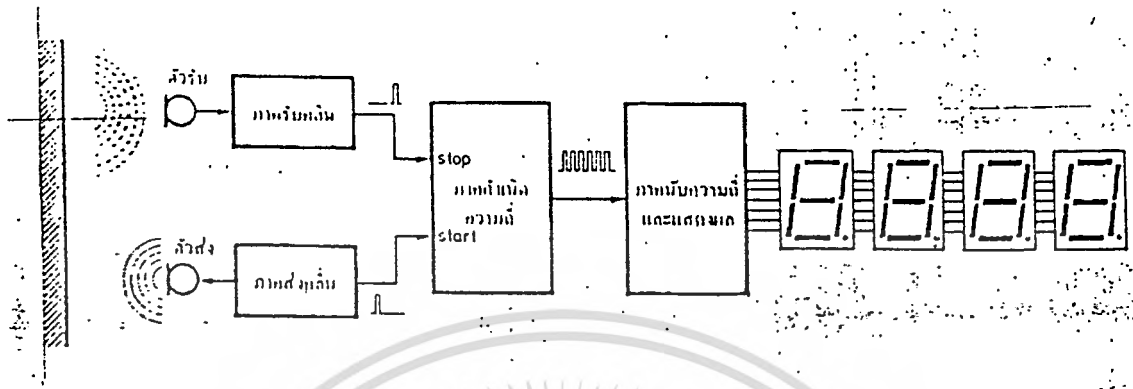 ตัวรับ
ภาครับคลื่น
stop
ภาคกำเนิด
ความถี่
start
ภาคนับความถี่
และแสดงผล
ตัวส่ง
ภาคส่งคลื่น